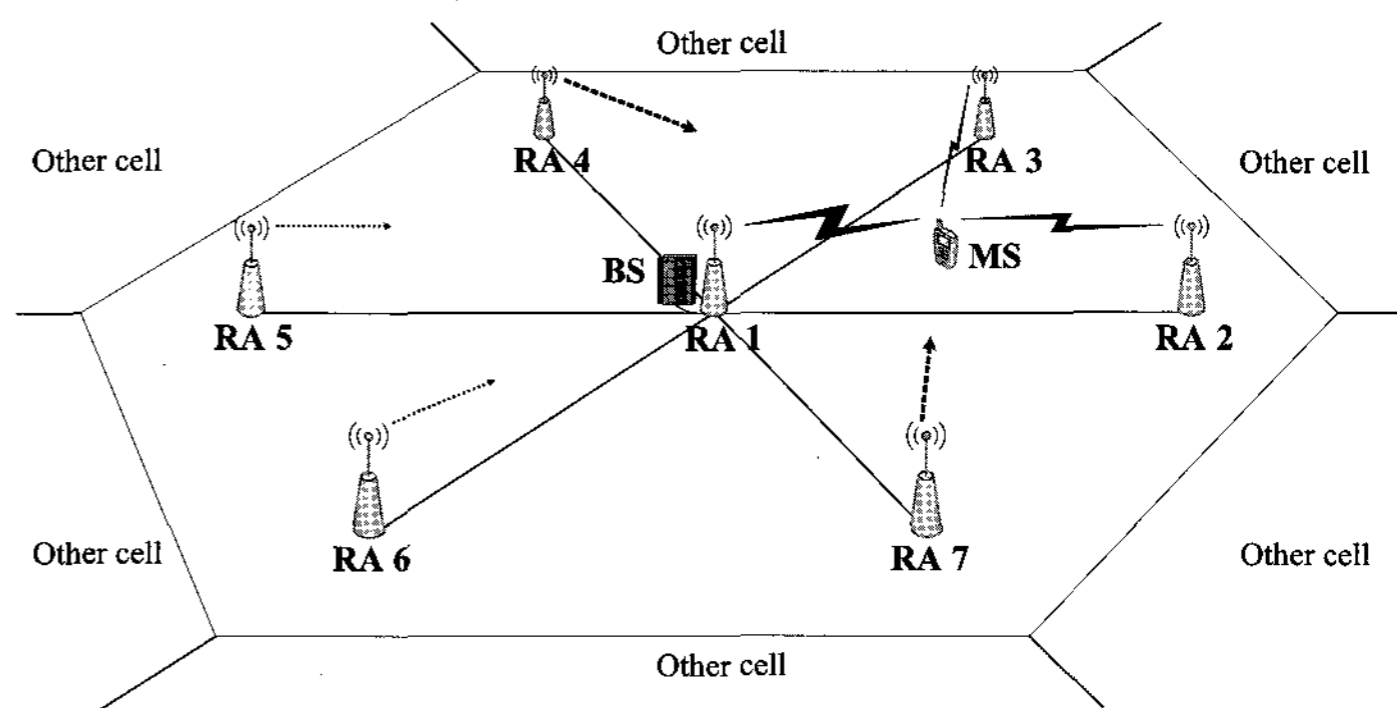 Other cell
Other cell
RA 4
RA 3
Other cell
BS
MS
RA 5
RA 1
RA 2
Other cell
RA 6
RA 7
Other cell
Other cell